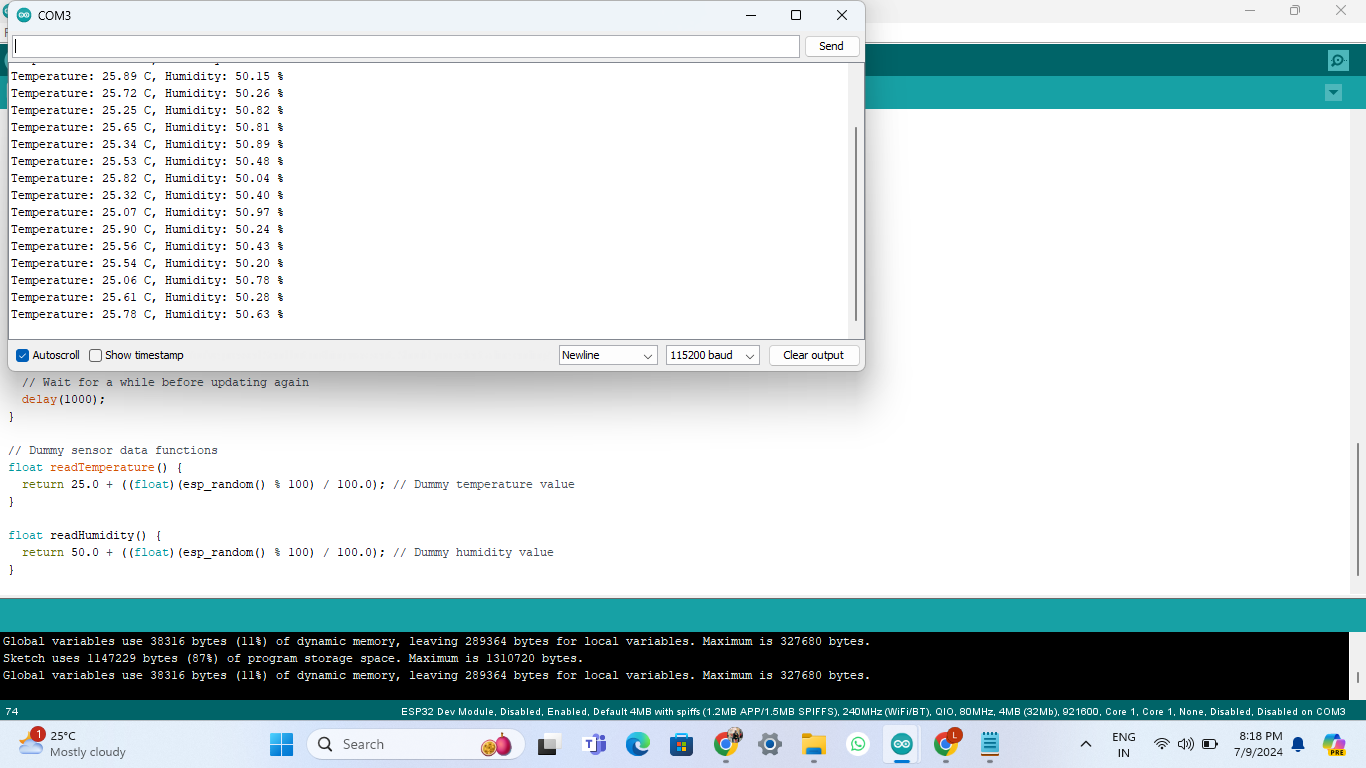 COM3
Send
Temperature: 25.89 C, Humidity: 50.15 %
Temperature: 25.72 C, Humidity: 50.26 %
Temperature: 25.25 C, Humidity: 50.82 %
Temperature: 25.65 C, Humidity: 50.81 %
Temperature: 25.34 C, Humidity: 50.89 %
Temperature: 25.53 C, Humidity: 50.48 %
Temperature: 25.82 C, Humidity: 50.04 %
Temperature: 25.32 C, Humidity: 50.40 %
Temperature: 25.07 C, Humidity: 50.97 %
Temperature: 25.90 C, Humidity: 50.24 %
Temperature: 25.56 C, Humidity: 50.43 %
Temperature: 25.54 C, Humidity: 50.20 %
Temperature: 25.06 C, Humidity: 50.78 %
Temperature: 25.61 C, Humidity: 50.28 %
Temperature: 25.78 C, Humidity: 50.63 %
Autoscroll Show timestamp Newline 115200 baud Clear output
// Wait for a while before updating again
delay(1000);
}
// Dummy sensor data functions
float readTemperature() {
return 25.0 + ((float)(esp_random() % 100) / 100.0); // Dummy temperature value
}
float readHumidity() {
return 50.0 + ((float)(esp_random() % 100) / 100.0); // Dummy humidity value
}
Global variables use 38316 bytes (11%) of dynamic memory, leaving 289364 bytes for local variables. Maximum is 327680 bytes.
Sketch uses 1147229 bytes (87%) of program storage space. Maximum is 1310720 bytes.
Global variables use 38316 bytes (11%) of dynamic memory, leaving 289364 bytes for local variables. Maximum is 327680 bytes.
74 ESP32 Dev Module, Disabled, Enabled, Default 4MB with spiffs (1.2MB APP/1.5MB SPIFFS), 240MHz (WiFi/BT), QIO, 80MHz, 4MB (32Mb), 921600, Core 1, Core 1, None, Disabled, Disabled on COM3
1
25°C
Mostly cloudy
Search
L
ENG
IN
8:18 PM
7/9/2024
PRE